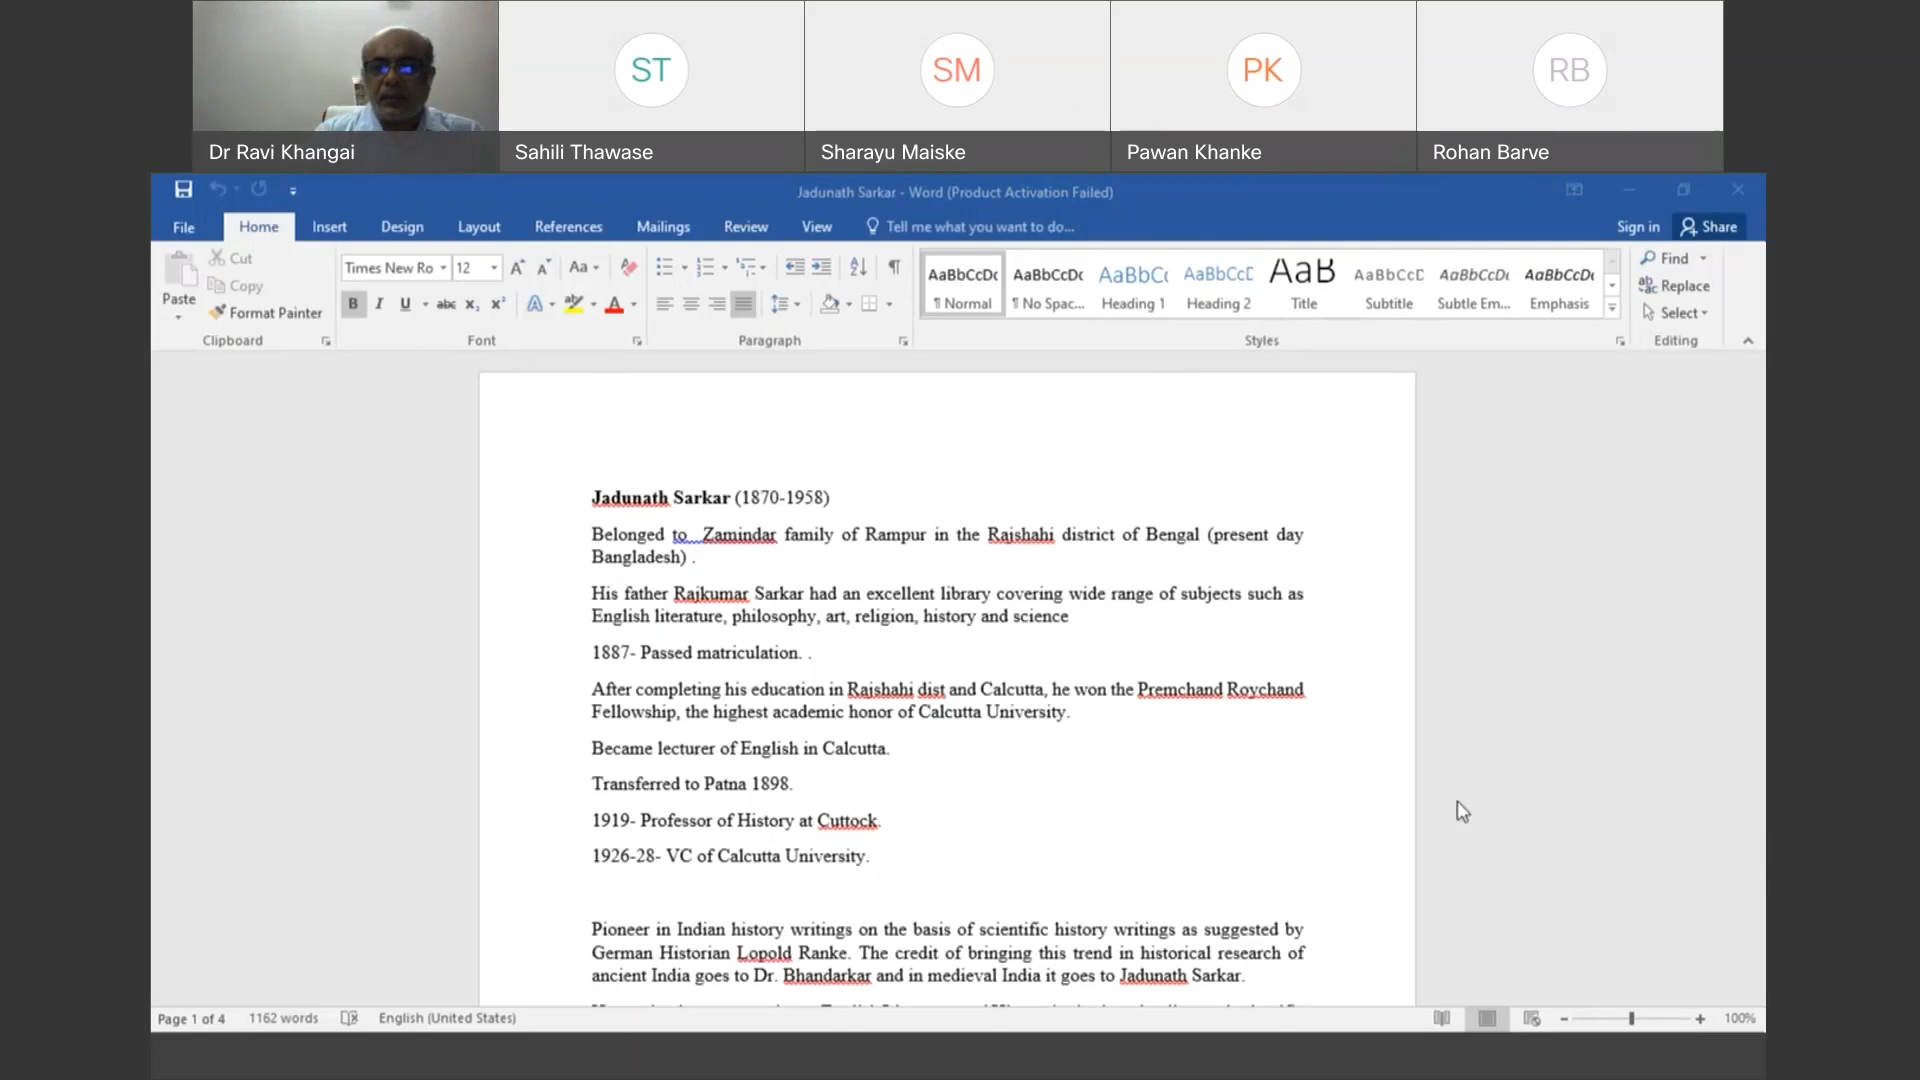 ST
SM
PK
RB
Dr Ravi Khangai
Sahili Thawase
Sharayu Maiske
Pawan Khanke
Rohan Barve
Jadunath Sarkar - Word (Product Activation Failed)
File
Home
Insert
Design
Layout
References
Mailings
Review
View
Tell me what you want to do...
Sign in
Share
Paste
Cut
Copy
Format Painter
Clipboard
Times New Ro
12
Font
Paragraph
AaBbCcDc
¶ Normal
AaBbCcDc
¶ No Spac...
AaBbC(
Heading 1
AaBbCcE
Heading 2
AaB
Title
AaBbCcD
Subtitle
AaBbCcDc
Subtle Em...
AaBbCcDc
Emphasis
Styles
Find
Replace
Select
Editing
Jadunath Sarkar (1870-1958)
Belonged to Zamindar family of Rampur in the Rajshahi district of Bengal (present day
Bangladesh) .
His father Rajkumar Sarkar had an excellent library covering wide range of subjects such as
English literature, philosophy, art, religion, history and science
1887- Passed matriculation. .
After completing his education in Rajshahi dist and Calcutta, he won the Premchand Roychand
Fellowship, the highest academic honor of Calcutta University.
Became lecturer of English in Calcutta.
Transferred to Patna 1898.
1919- Professor of History at Cuttock.
1926-28- VC of Calcutta University.
Pioneer in Indian history writings on the basis of scientific history writings as suggested by
German Historian Lopold Ranke. The credit of bringing this trend in historical research of
ancient India goes to Dr. Bhandarkar and in medieval India it goes to Jadunath Sarkar.
Page 1 of 4
1162 words
English (United States)
100%